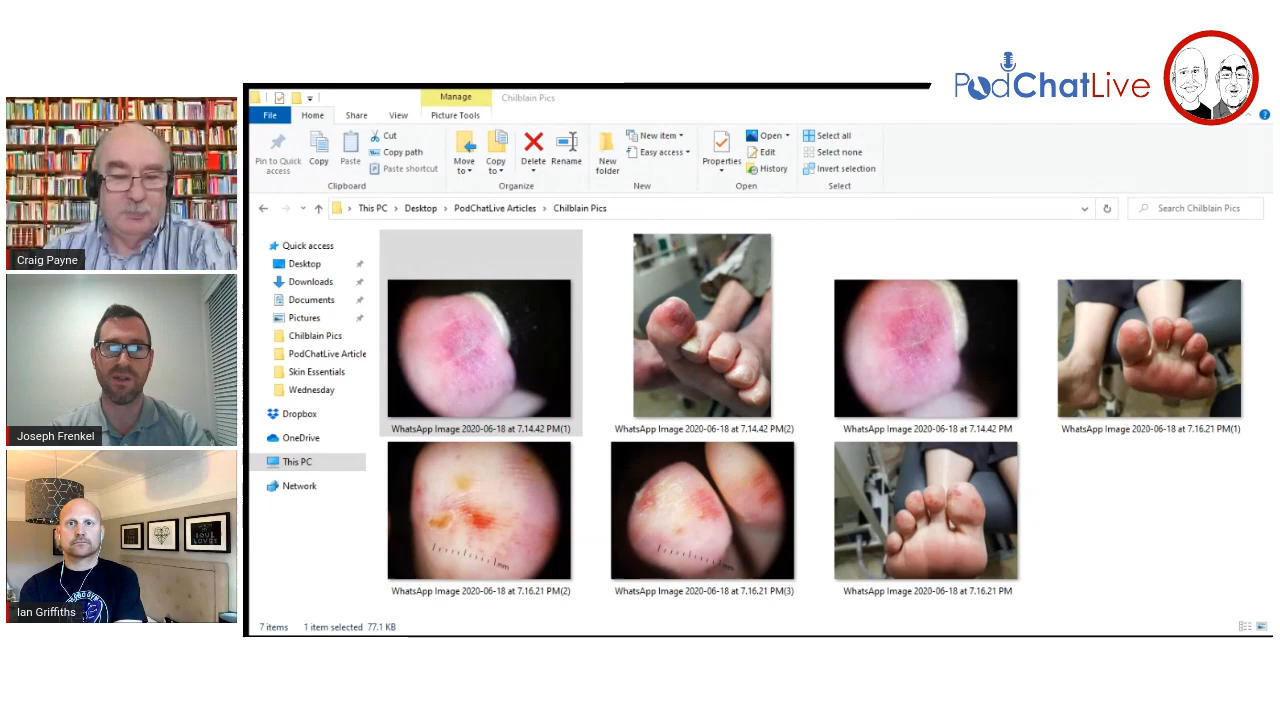 PodChatLive
Craig Payne
Joseph Frenkel
Ian Griffiths
Manage
Chilblain Pics
File
Home
Share
View
Picture Tools
Pin to Quick access
Copy
Paste
Cut
Copy path
Paste shortcut
Clipboard
Move to
Copy to
Delete
Rename
Organize
New folder
New item
Easy access
New
Properties
Open
Edit
History
Open
Select all
Select none
Invert selection
Select
This PC > Desktop > PodChatLive Articles > Chilblain Pics
Search Chilblain Pics
Quick access
Desktop
Downloads
Documents
Pictures
Chilblain Pics
PodChatLive Article
Skin Essentials
Wednesday
Dropbox
OneDrive
This PC
Network
WhatsApp Image 2020-06-18 at 7.14.42 PM(1)
WhatsApp Image 2020-06-18 at 7.14.42 PM(2)
WhatsApp Image 2020-06-18 at 7.14.42 PM
WhatsApp Image 2020-06-18 at 7.16.21 PM(1)
mm
mm
WhatsApp Image 2020-06-18 at 7.16.21 PM(2)
WhatsApp Image 2020-06-18 at 7.16.21 PM(3)
WhatsApp Image 2020-06-18 at 7.16.21 PM
7 items
1 item selected 77.1 KB